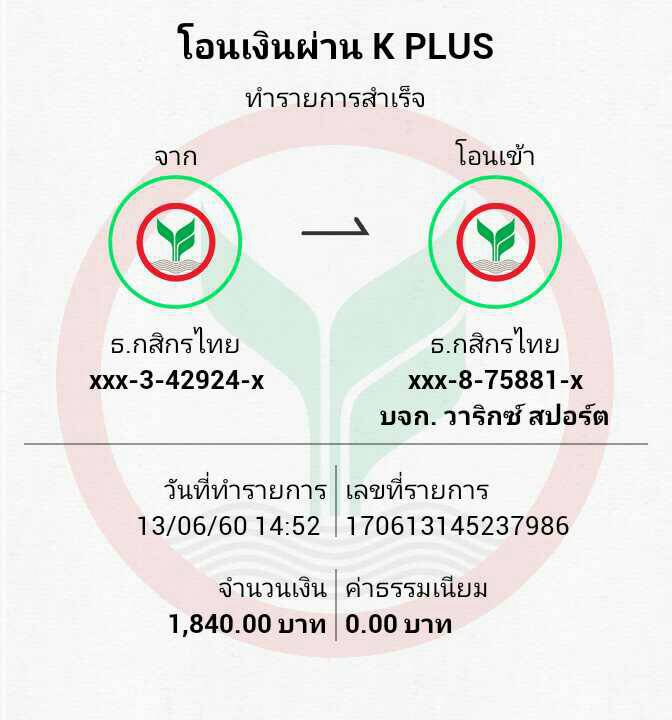 โอนเงินผ่าน K PLUS
ทำรายการสำเร็จ
จาก
โอนเข้า
ธ.กสิกรไทย
ธ.กสิกรไทย
xxx-3-42924-x
xxx-8-75881-x
บจก. วาริกซ์ สปอร์ต
วันที่ทำรายการ
เลขที่รายการ
13/06/60 14:52
170613145237986
จำนวนเงิน
ค่าธรรมเนียม
1,840.00 บาท
0.00 บาท